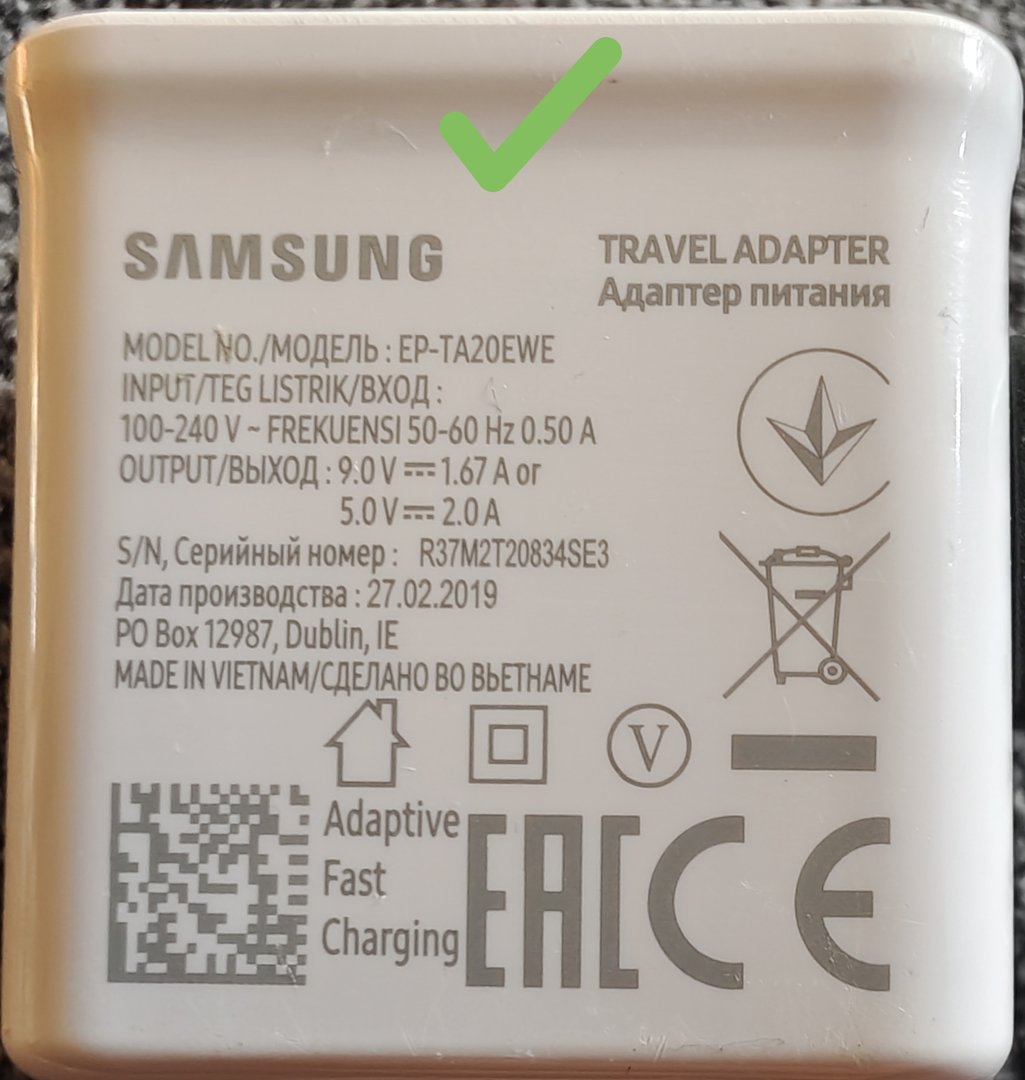 SAMSUNG
TRAVEL ADAPTER
Адаптер питания
MODEL NO./МОДЕЛЬ : EP-TA20EWE
INPUT/TEG LISTRIK/ВХОД :
100-240 V ~ FREKUENSI 50-60 Hz 0.50 A
OUTPUT/ВЫХОД : 9.0 V ⎓ 1.67 A or
5.0 V ⎓ 2.0 A
S/N, Серийный номер : R37M2T20834SE3
Дата производства : 27.02.2019
PO Box 12987, Dublin, IE
MADE IN VIETNAM/СДЕЛАНО ВО ВЬЕТНАМЕ
V
Adaptive
Fast
Charging
EAC
CE